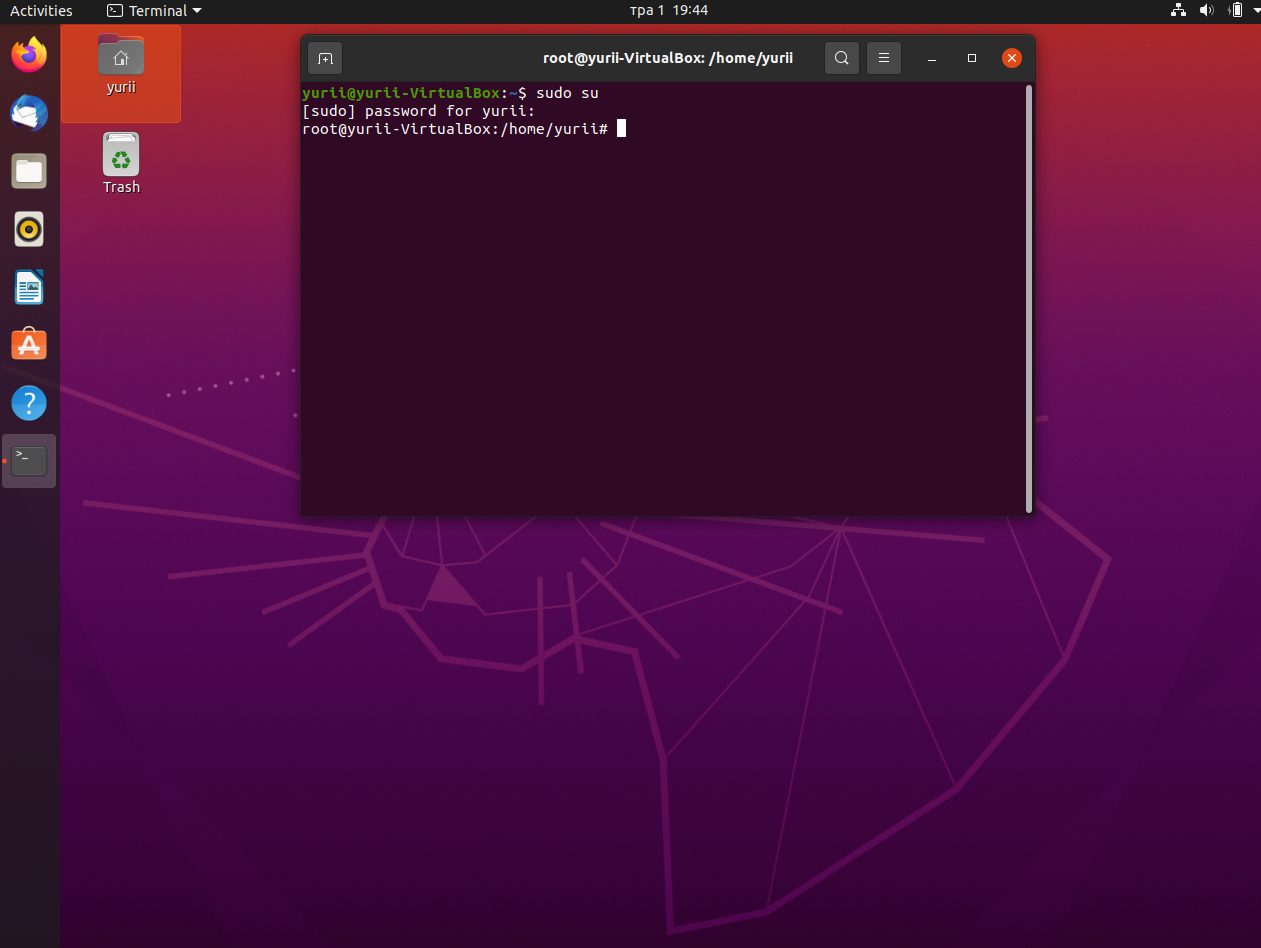 Activities
Terminal
тра 1 19:44
yurii
Trash
root@yurii-VirtualBox: /home/yurii
yurii@yurii-VirtualBox:~$ sudo su
[sudo] password for yurii:
root@yurii-VirtualBox:/home/yurii#